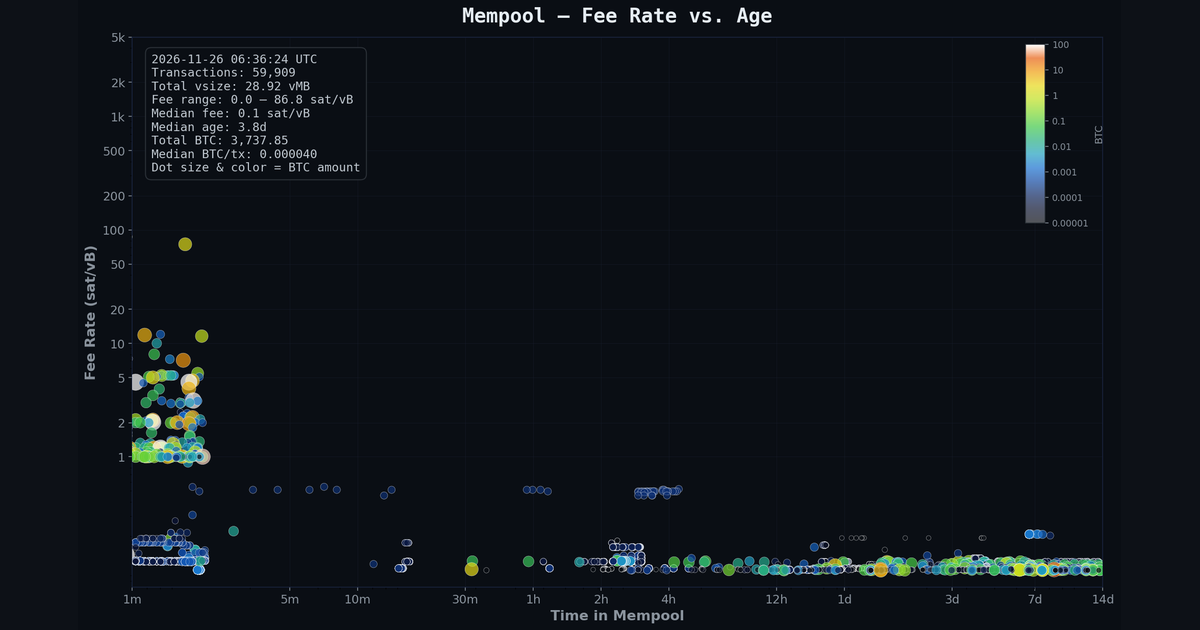 Mempool — Fee Rate vs. Age
2026-11-26 06:36:24 UTC
Transactions: 59,909
Total vsize: 28.92 vMB
Fee range: 0.0 – 86.8 sat/vB
Median fee: 0.1 sat/vB
Median age: 3.8d
Total BTC: 3,737.85
Median BTC/tx: 0.000040
Dot size & color = BTC amount
Fee Rate (sat/vB)
5k
2k
1k
500
200
100
50
20
10
5
2
1
100
10
1
0.1
0.01
0.001
0.0001
0.00001
BTC
1m
5m
10m
30m
1h
2h
4h
12h
1d
3d
7d
14d
Time in Mempool